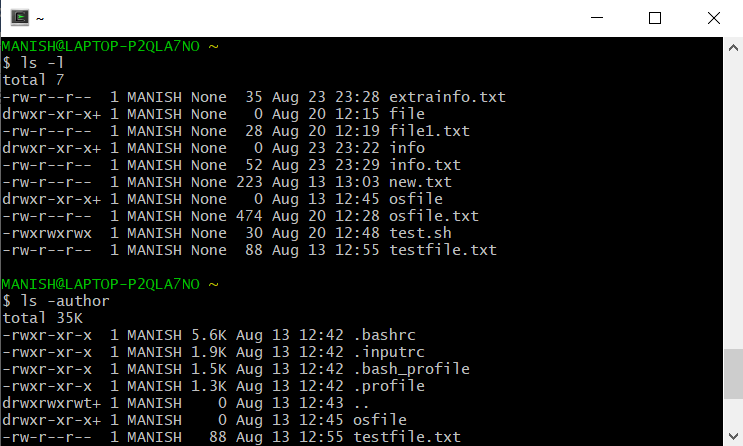 ~
MANISH@LAPTOP-P2QLA7NO ~
$ ls -l
total 7
-rw-r--r--  1 MANISH None  35 Aug 23 23:28 extrainfo.txt
drwxr-xr-x+ 1 MANISH None   0 Aug 20 12:15 file
-rw-r--r--  1 MANISH None  28 Aug 20 12:19 file1.txt
drwxr-xr-x+ 1 MANISH None   0 Aug 23 23:22 info
-rw-r--r--  1 MANISH None  52 Aug 23 23:29 info.txt
-rw-r--r--  1 MANISH None 223 Aug 13 13:03 new.txt
drwxr-xr-x+ 1 MANISH None   0 Aug 13 12:45 osfile
-rw-r--r--  1 MANISH None 474 Aug 20 12:28 osfile.txt
-rwxrwxrwx  1 MANISH None  30 Aug 20 12:48 test.sh
-rw-r--r--  1 MANISH None  88 Aug 13 12:55 testfile.txt
MANISH@LAPTOP-P2QLA7NO ~
$ ls -author
total 35K
-rwxr-xr-x  1 MANISH 5.6K Aug 13 12:42 .bashrc
-rwxr-xr-x  1 MANISH 1.9K Aug 13 12:42 .inputrc
-rwxr-xr-x  1 MANISH 1.5K Aug 13 12:42 .bash_profile
-rwxr-xr-x  1 MANISH 1.3K Aug 13 12:42 .profile
drwxrwxrwt+ 1 MANISH    0 Aug 13 12:43 ..
drwxr-xr-x+ 1 MANISH    0 Aug 13 12:45 osfile
-rw-r--r--  1 MANISH   88 Aug 13 12:55 testfile.txt